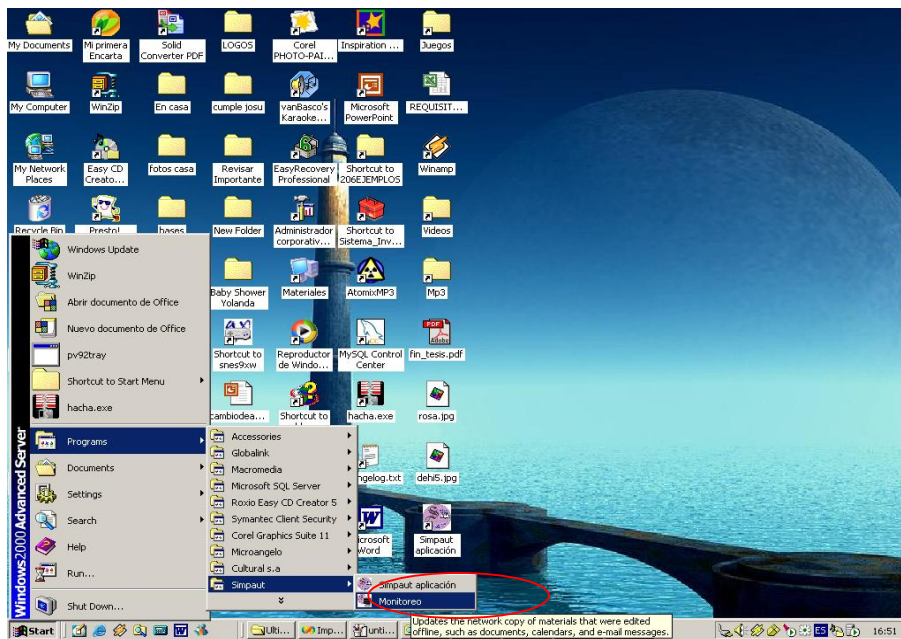 My Documents
Mi primera
Encarta
Solid
Converter PDF
LOGOS
Corel
PHOTO-PAI...
Inspiration ...
Juegos
My Computer
WinZip
En casa
cumple josu
vanBasco's
Karaoke...
Microsoft
PowerPoint
REQUISIT...
My Network
Places
Easy CD
Creato...
fotos casa
Revisar
Importante
EasyRecovery
Professional
Shortcut to
206EJEMPLOS
Winamp
Recycle Bin
Presto!
bases
New Folder
Administrador
corporativ...
Shortcut to
Sistema_Inv...
Videos
Baby Shower
Yolanda
Materiales
AtomixMP3
Mp3
Shortcut to
snes9xw
Reproductor
de Windo...
MySQL Control
Center
fin_tesis.pdf
cambiodea...
Shortcut to
hacha.exe
rosa.jpg
ngelog.txt
dehi5.jpg
icrosoft
Word
Simpaut
aplicación
Windows Update
WinZip
Abrir documento de Office
Nuevo documento de Office
pv92tray
Shortcut to Start Menu
hacha.exe
Programs
Documents
Settings
Search
Help
Run...
Shut Down...
Windows 2000 Advanced Server
Accessories
Globalink
Macromedia
Microsoft SQL Server
Roxio Easy CD Creator 5
Symantec Client Security
Corel Graphics Suite 11
Microangelo
Cultural s.a
Simpaut
Simpaut aplicación
Monitoreo
Updates the network copy of materials that were edited
offline, such as documents, calendars, and e-mail messages.
Start
Ulti...
Imp...
unti...
ES
16:51